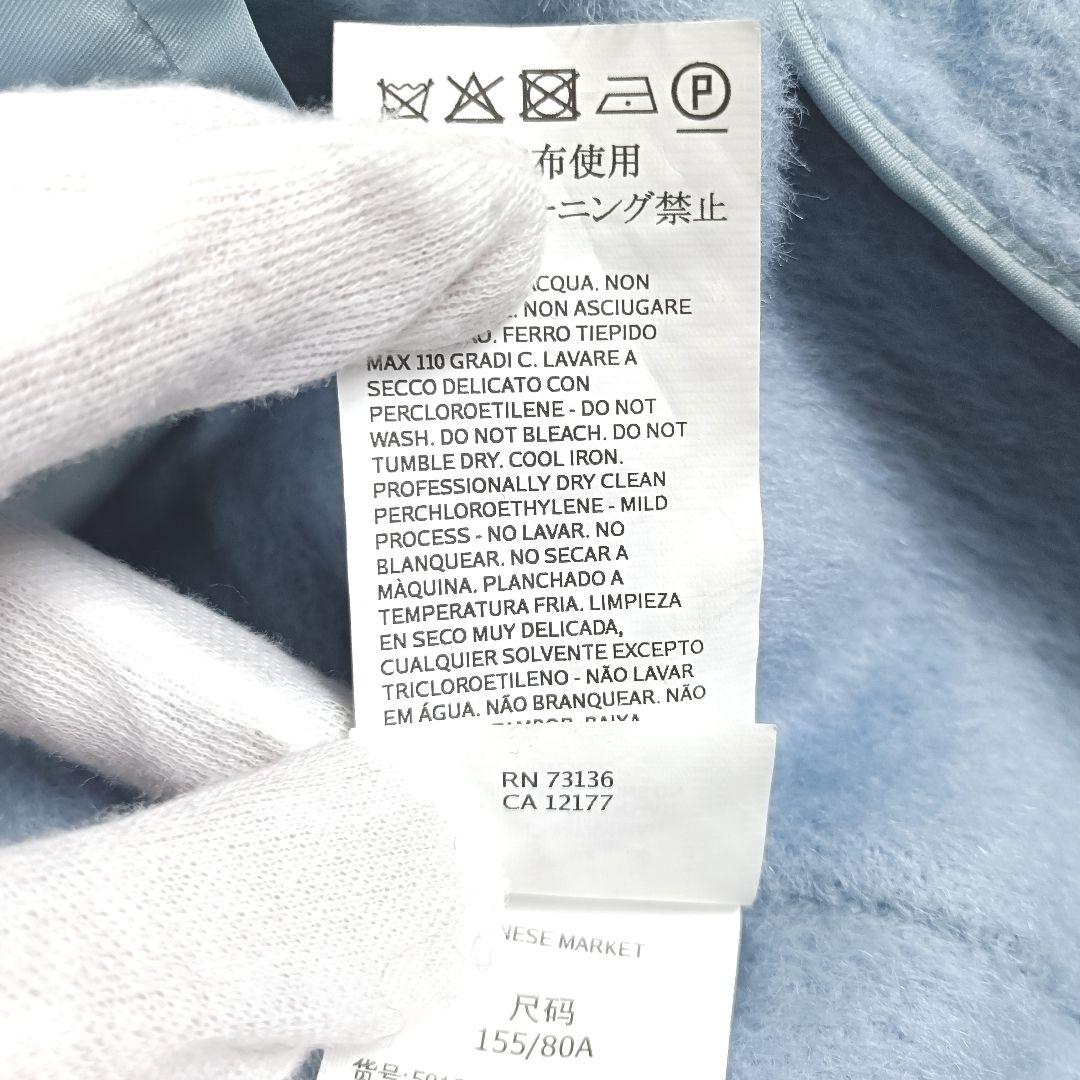 P
布使用
ーニング禁止
ACQUA. NON
NON ASCIUGARE
FERRO TIEPIDO
MAX 110 GRADI C. LAVARE A
SECCO DELICATO CON
PERCLOROETILENE - DO NOT
WASH. DO NOT BLEACH. DO NOT
TUMBLE DRY. COOL IRON.
PROFESSIONALLY DRY CLEAN
PERCHLOROETHYLENE - MILD
PROCESS - NO LAVAR. NO
BLANQUEAR. NO SECAR A
MÀQUINA. PLANCHADO A
TEMPERATURA FRIA. LIMPIEZA
EN SECO MUY DELICADA,
CUALQUIER SOLVENTE EXCEPTO
TRICLOROETILENO - NÃO LAVAR
EM ÁGUA. NÃO BRANQUEAR. NÃO
RN 73136
CA 12177
NESE MARKET
尺码
155/80A
货号: